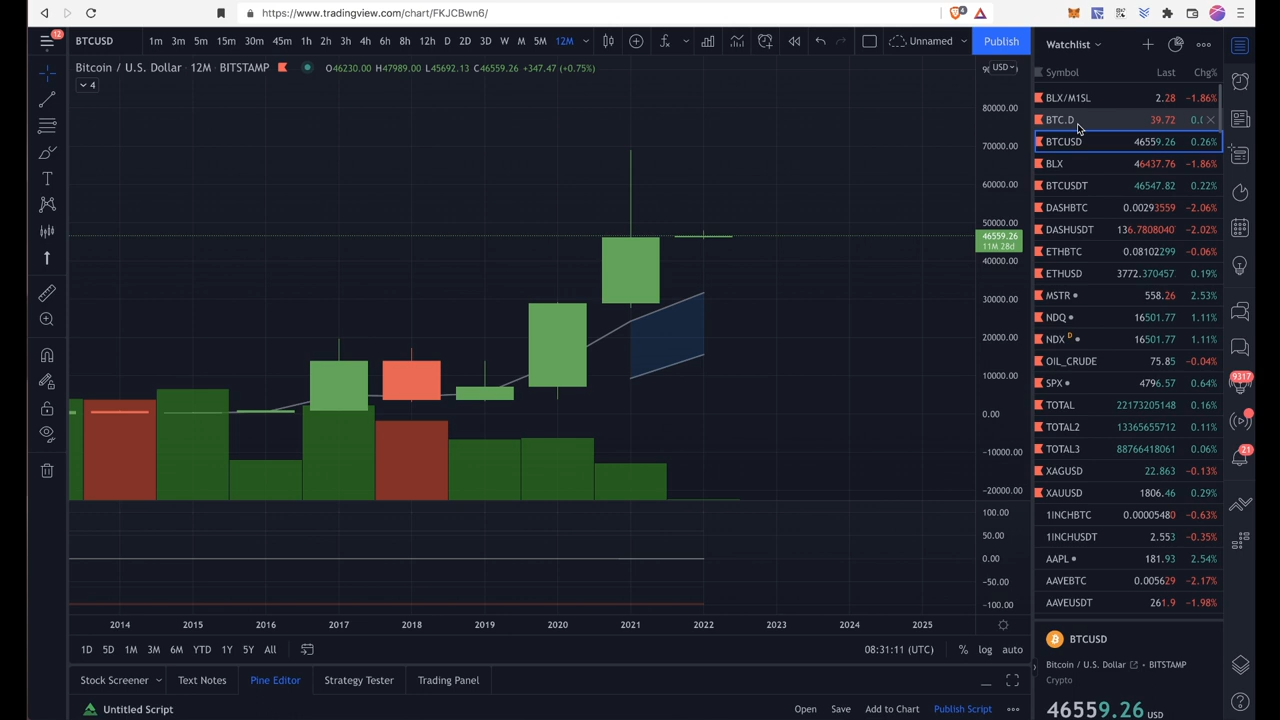 https://www.tradingview.com/chart/FKJCBwn6/
4
12
BTCUSD 1m 3m 5m 15m 30m 45m 1h 2h 3h 4h 6h 8h 12h D 2D 3D W M 5M 12M Unnamed Publish
Bitcoin / U.S. Dollar · 12M · BITSTAMP O46230.00 H47989.00 L45692.13 C46559.26 +347.47 (+0.75%)
4
USD
80000.00
70000.00
60000.00
50000.00
46559.26
11M 28d
40000.00
30000.00
20000.00
10000.00
0.00
-10000.00
-20000.00
100.00
50.00
0.00
-50.00
-100.00
2014 2015 2016 2017 2018 2019 2020 2021 2022 2023 2024 2025
1D 5D 1M 3M 6M YTD 1Y 5Y All 08:31:11 (UTC) % log auto
Stock Screener Text Notes Pine Editor Strategy Tester Trading Panel
Untitled Script Open Save Add to Chart Publish Script
Watchlist
Symbol Last Chg%
BLX/M1SL 2.28 −1.86%
BTC.D 39.72
BTCUSD 46559.26 0.26%
BLX 46437.76 −1.86%
BTCUSDT 46547.82 0.22%
DASHBTC 0.00293559 −2.06%
DASHUSDT 136.7808040 −2.02%
ETHBTC 0.08102299 −0.06%
ETHUSD 3772.370457 0.19%
MSTR 558.26 2.53%
NDQ 16501.77 1.11%
NDX D 16501.77 1.11%
OIL_CRUDE 75.85 −0.04%
SPX 4796.57 0.64%
TOTAL 22173205148 0.16%
TOTAL2 13365655712 0.11%
TOTAL3 88766418061 0.06%
XAGUSD 22.863 −0.13%
XAUUSD 1806.46 0.29%
1INCHBTC 0.00005480 −0.63%
1INCHUSDT 2.553 −0.35%
AAPL 181.93 2.54%
AAVEBTC 0.005629 −2.17%
AAVEUSDT 261.9 −1.98%
BTCUSD
Bitcoin / U.S. Dollar • BITSTAMP
Crypto
46559.26 USD
9317
21